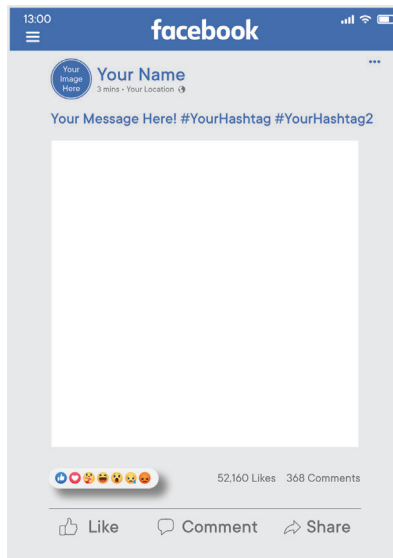 13:00
facebook
Your
Image
Here
Your Name
3 mins • Your Location
Your Message Here! #YourHashtag #YourHashtag2
52,160 Likes 368 Comments
Like Comment Share